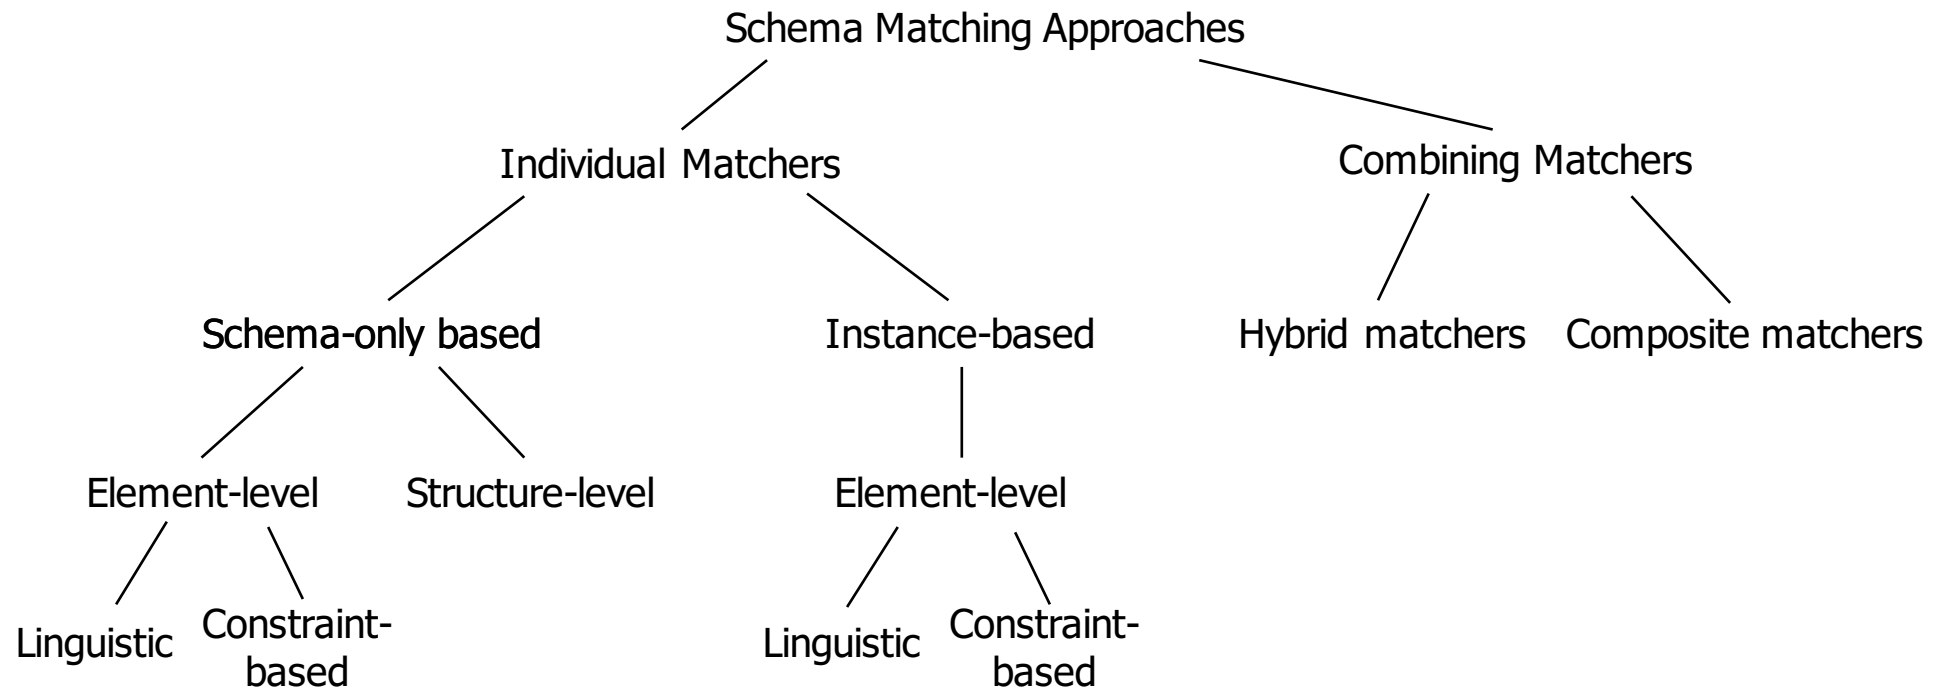 Schema Matching Approaches
Individual Matchers
Combining Matchers
Schema-only based
Instance-based
Hybrid matchers
Composite matchers
Element-level
Structure-level
Element-level
Linguistic
Constraint-
based
Linguistic
Constraint-
based